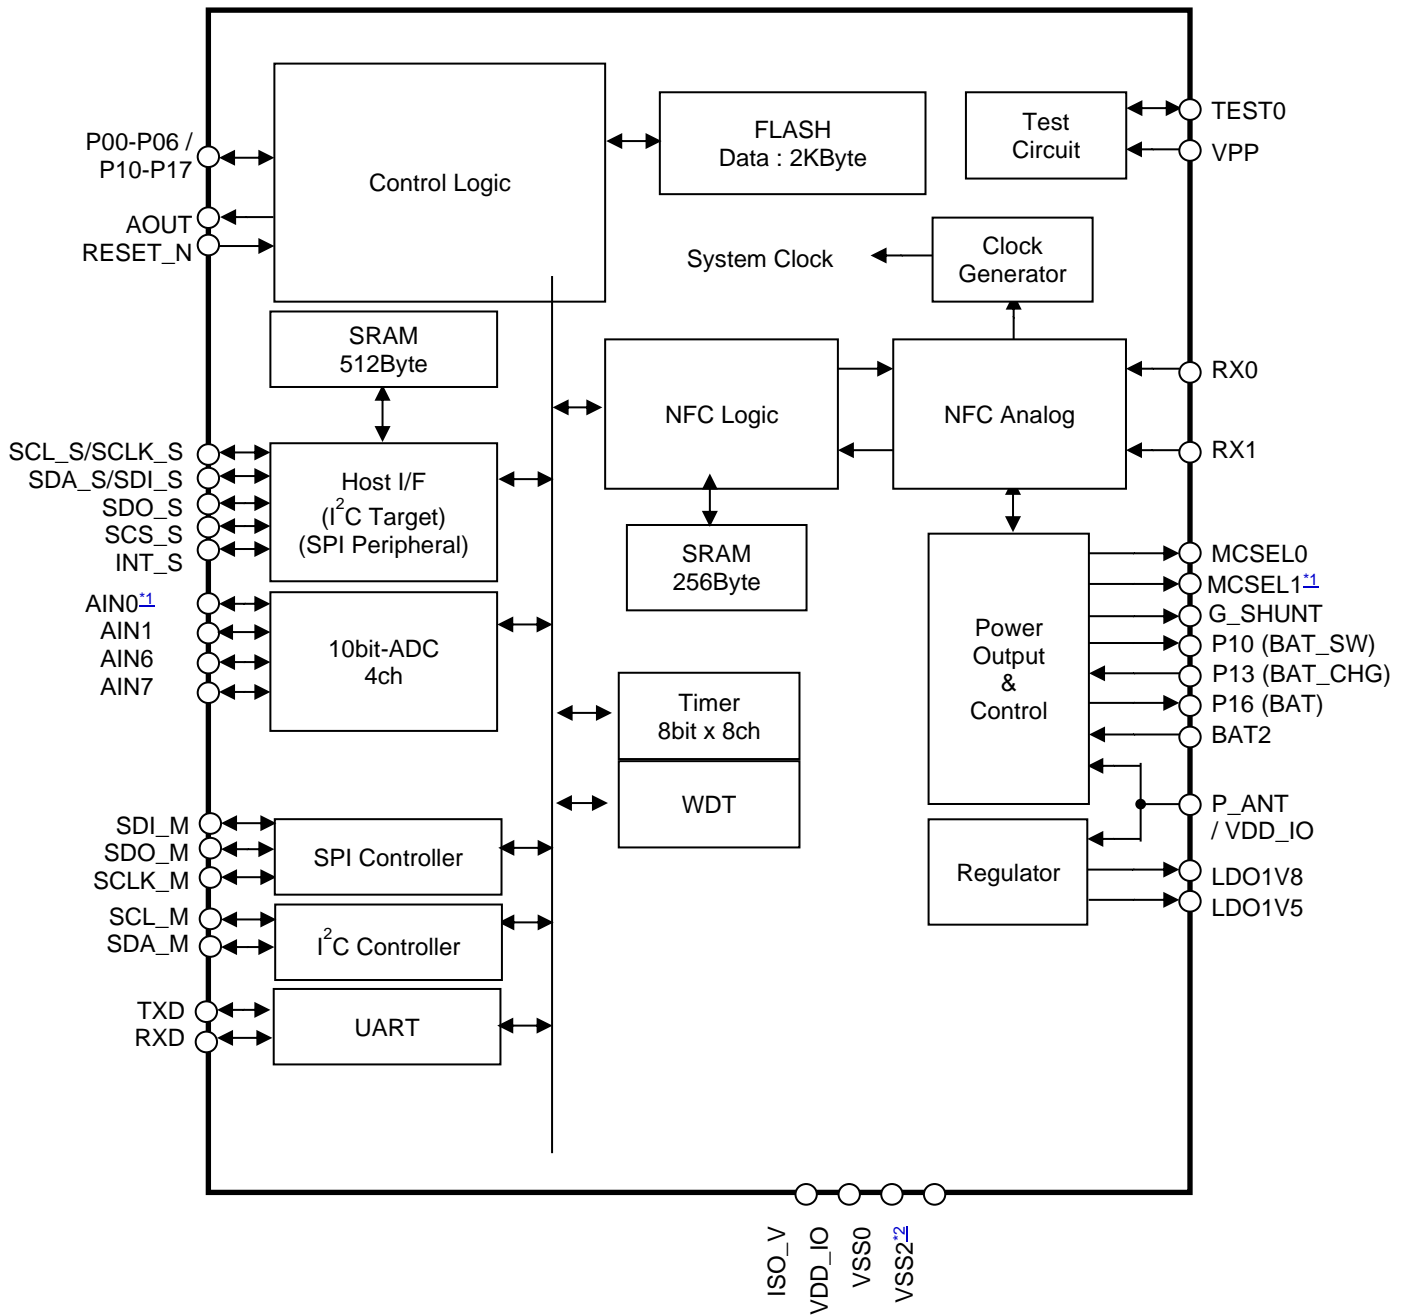 P00-P06 /
P10-P17
AOUT
RESET_N
Control Logic
FLASH
Data : 2KByte
Test
Circuit
TEST0
VPP
System Clock
Clock
Generator
SRAM
512Byte
NFC Logic
NFC Analog
RX0
RX1
SCL_S/SCLK_S
SDA_S/SDI_S
SDO_S
SCS_S
INT_S
Host I/F
(I²C Target)
(SPI Peripheral)
SRAM
256Byte
AIN0*1
AIN1
AIN6
AIN7
10bit-ADC
4ch
Timer
8bit x 8ch
WDT
Power
Output
&
Control
MCSEL0
MCSEL1*1
G_SHUNT
P10 (BAT_SW)
P13 (BAT_CHG)
P16 (BAT)
BAT2
P_ANT
/ VDD_IO
SDI_M
SDO_M
SCLK_M
SPI Controller
Regulator
LDO1V8
LDO1V5
SCL_M
SDA_M
I²C Controller
TXD
RXD
UART
ISO_V
VDD_IO
VSS0
VSS2*2